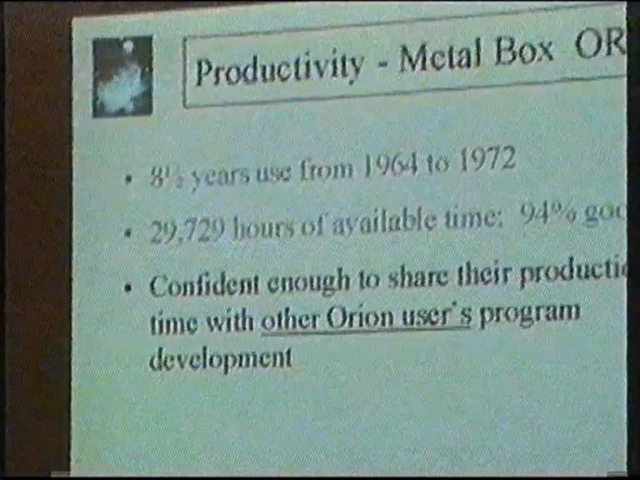 Productivity - Metal Box OR
• 8½ years use from 1964 to 1972
• 29,729 hours of available time: 94% goo
• Confident enough to share their producti
time with other Orion user's program
development